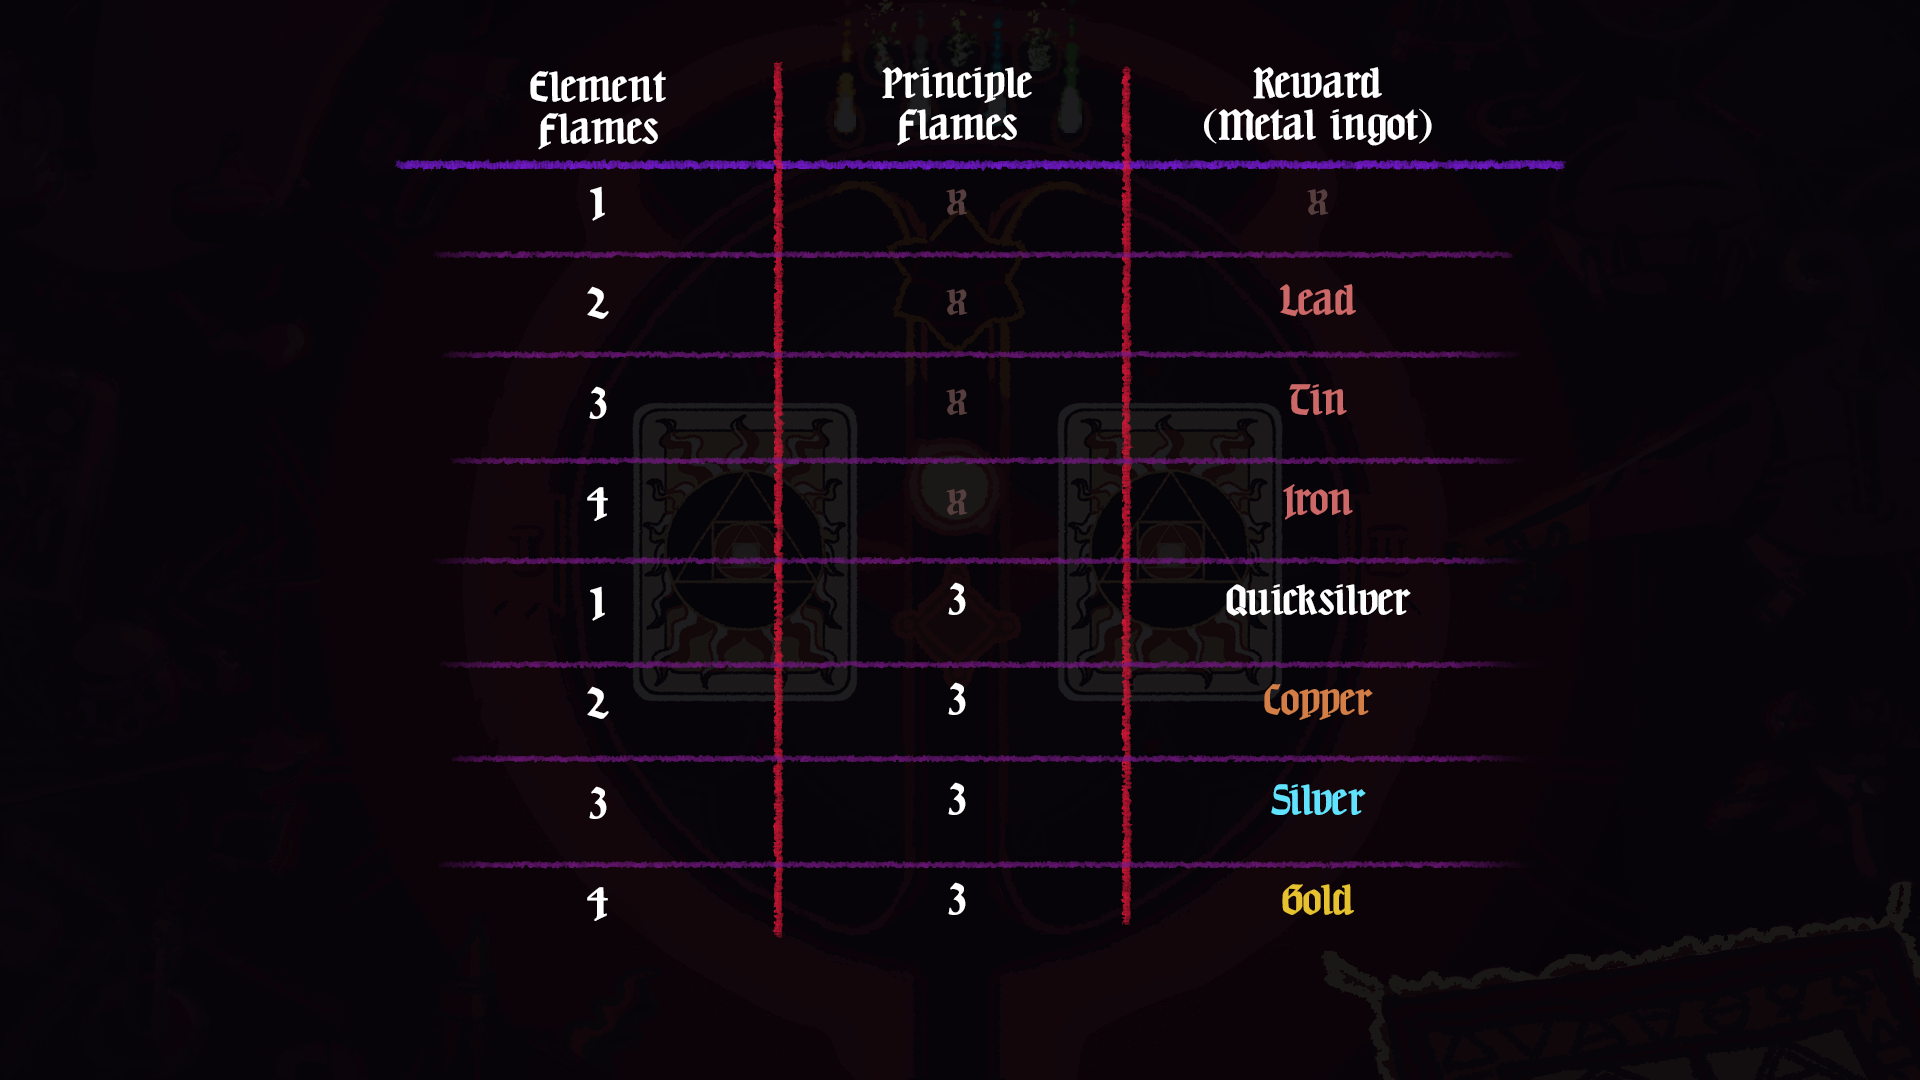 Element
Flames
Principle
Flames
Reward
(Metal ingot)
1 x x
2 x Lead
3 x Tin
4 x Iron
1 3 Quicksilver
2 3 Copper
3 3 Silver
4 3 Gold